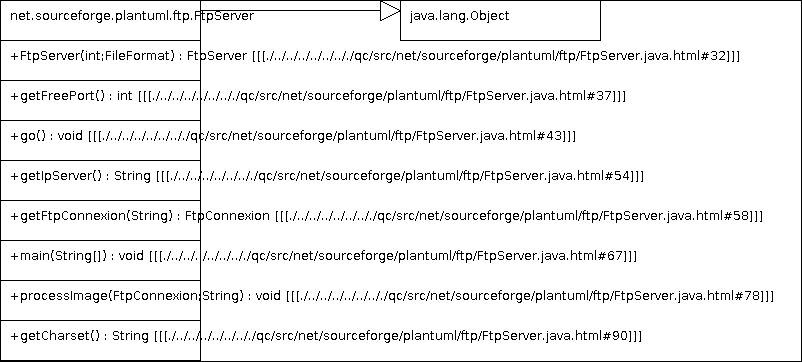 net.sourceforge.plantuml.ftp.FtpServer
java.lang.Object
+FtpServer(int;FileFormat) : FtpServer [[[./../../../../../../../qc/src/net/sourceforge/plantuml/ftp/FtpServer.java.html#32]]]
+getFreePort() : int [[[./../../../../../../../qc/src/net/sourceforge/plantuml/ftp/FtpServer.java.html#37]]]
+go() : void [[[./../../../../../../../qc/src/net/sourceforge/plantuml/ftp/FtpServer.java.html#43]]]
+getIpServer() : String [[[./../../../../../../../qc/src/net/sourceforge/plantuml/ftp/FtpServer.java.html#54]]]
+getFtpConnexion(String) : FtpConnexion [[[./../../../../../../../qc/src/net/sourceforge/plantuml/ftp/FtpServer.java.html#58]]]
+main(String[]) : void [[[./../../../../../../../qc/src/net/sourceforge/plantuml/ftp/FtpServer.java.html#67]]]
+processImage(FtpConnexion;String) : void [[[./../../../../../../../qc/src/net/sourceforge/plantuml/ftp/FtpServer.java.html#78]]]
+getCharset() : String [[[./../../../../../../../qc/src/net/sourceforge/plantuml/ftp/FtpServer.java.html#90]]]